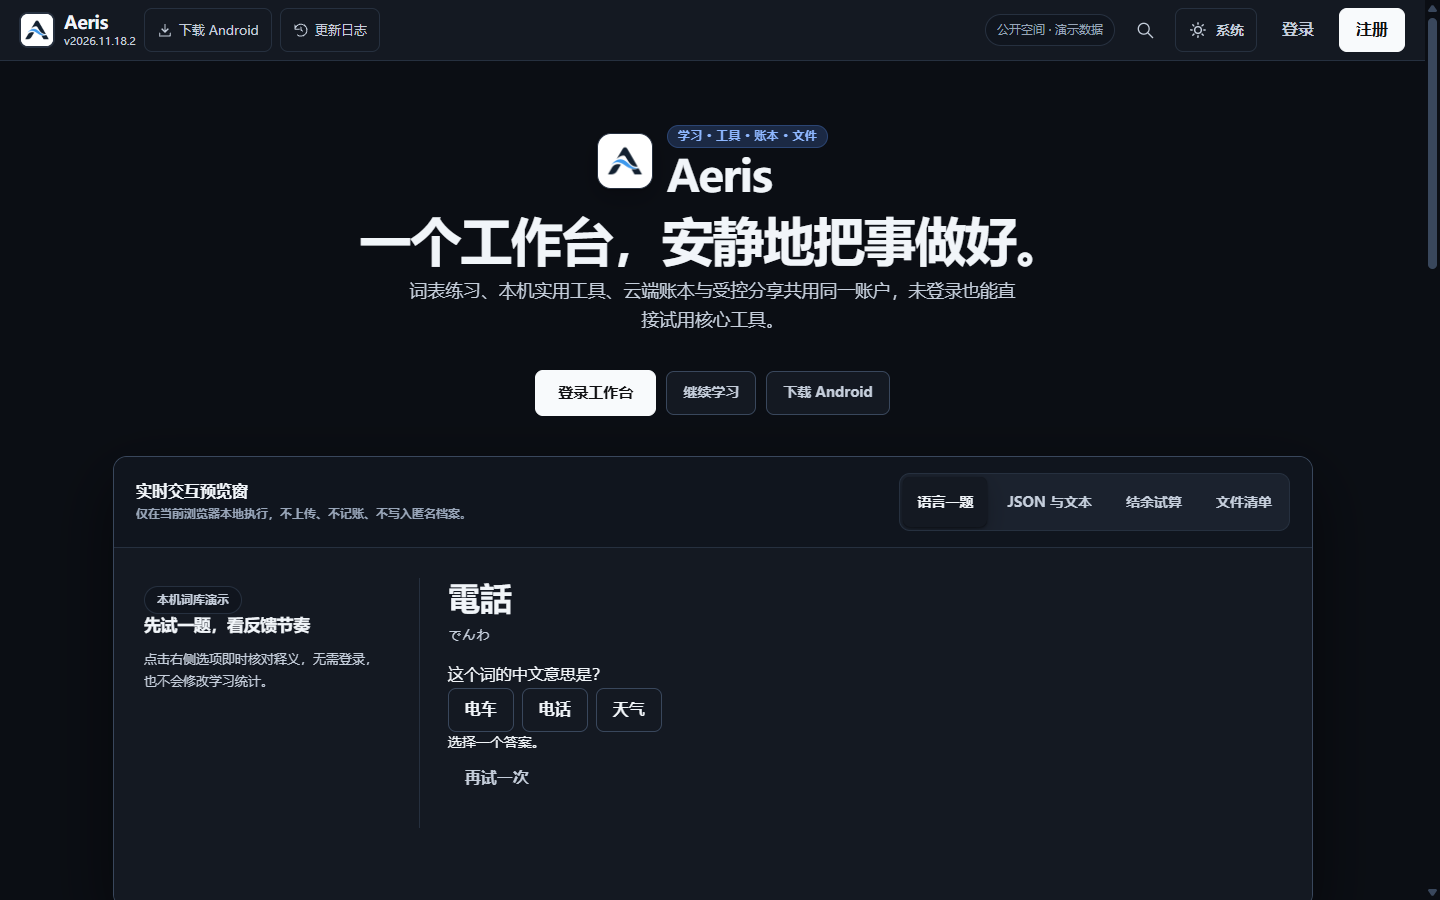 Aeris
v2026.11.18.2
下载 Android
更新日志
公开空间 · 演示数据
系统
登录
注册
学习 • 工具 • 账本 • 文件
Aeris
一个工作台，安静地把事做好。
词表练习、本机实用工具、云端账本与受控分享共用同一账户，未登录也能直
接试用核心工具。
登录工作台
继续学习
下载 Android
实时交互预览窗
仅在当前浏览器本地执行，不上传、不记账、不写入匿名档案。
语言一题
JSON 与文本
结余试算
文件清单
本机词库演示
先试一题，看反馈节奏
点击右侧选项即时核对释义，无需登录，
也不会修改学习统计。
電話
でんわ
这个词的中文意思是？
电车
电话
天气
选择一个答案。
再试一次